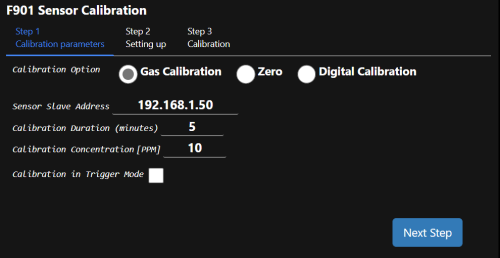 F901 Sensor Calibration
Step 1 Step 2 Step 3
Calibration parameters Setting up Calibration
Calibration Option Gas Calibration Zero Digital Calibration
Sensor Slave Address 192.168.1.50
Calibration Duration (minutes) 5
Calibration Concentration[PPM] 10
Calibration in Trigger Mode
Next Step